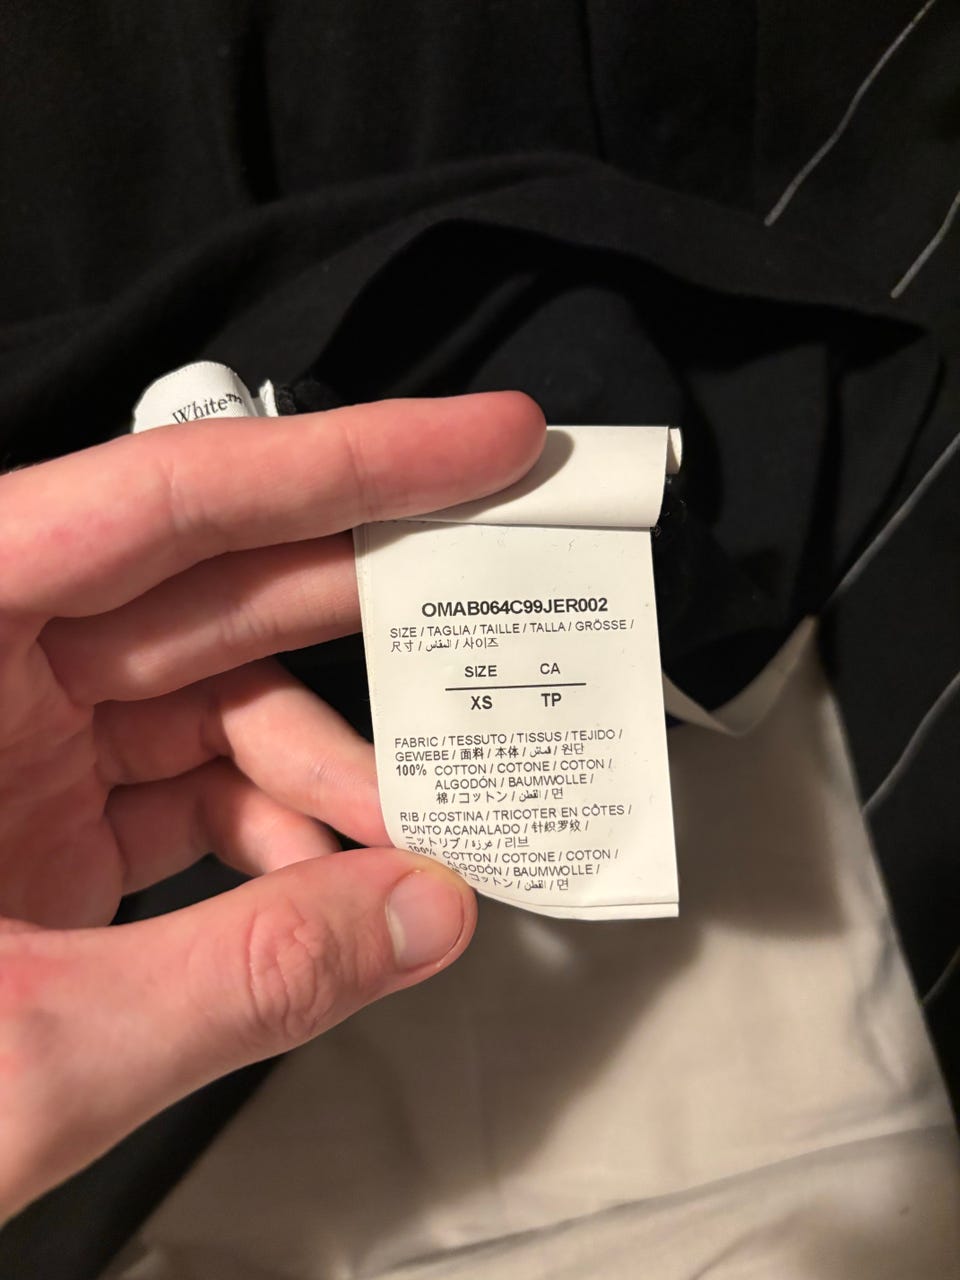 White™
OMAB064C99JER002
SIZE / TAGLIA / TAILLE / TALLA / GRÖSSE /
尺寸 / المقاس / 사이즈
SIZE CA
XS TP
FABRIC / TESSUTO / TISSUS / TEJIDO /
GEWEBE / 面料 / 本体 / قماش / 원단
100% COTTON / COTONE / COTON /
ALGODÓN / BAUMWOLLE /
棉 / コットン / القطن / 면
RIB / COSTINA / TRICOTER EN CÔTES /
PUNTO ACANALADO / 针织罗纹 /
ニットリブ / عزرة / 리브
100% COTTON / COTONE / COTON /
ALGODÓN / BAUMWOLLE /
コットン / القطن / 면